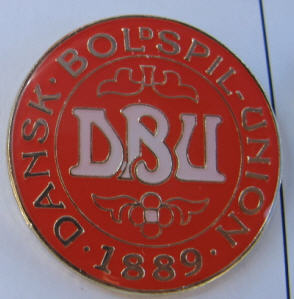 DANSK · BOLDSPIL-UNION
· 1889 ·
DBU